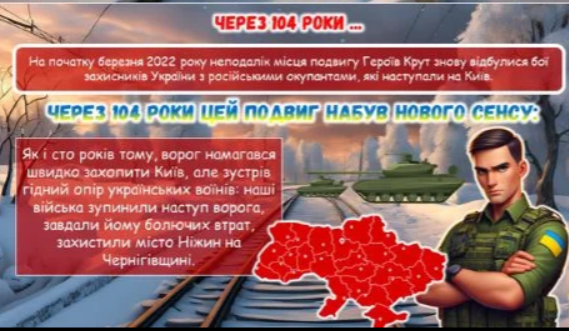 ЧЕРЕЗ 104 РОКИ ...
На початку березня 2022 року неподалік місця подвигу Героїв Крут знову відбулися бої
захисників України з російськими окупантами, які наступали на Київ.
ЧЕРЕЗ 104 РОКИ ЦЕЙ ПОДВИГ НАБУВ НОВОГО СЕНСУ:
Як і сто років тому, ворог намагався
швидко захопити Київ, але зустрів
гідний опір українських воїнів: наші
війська зупинили наступ ворога,
завдали йому болючих втрат,
захистили місто Ніжин на
Чернігівщині.